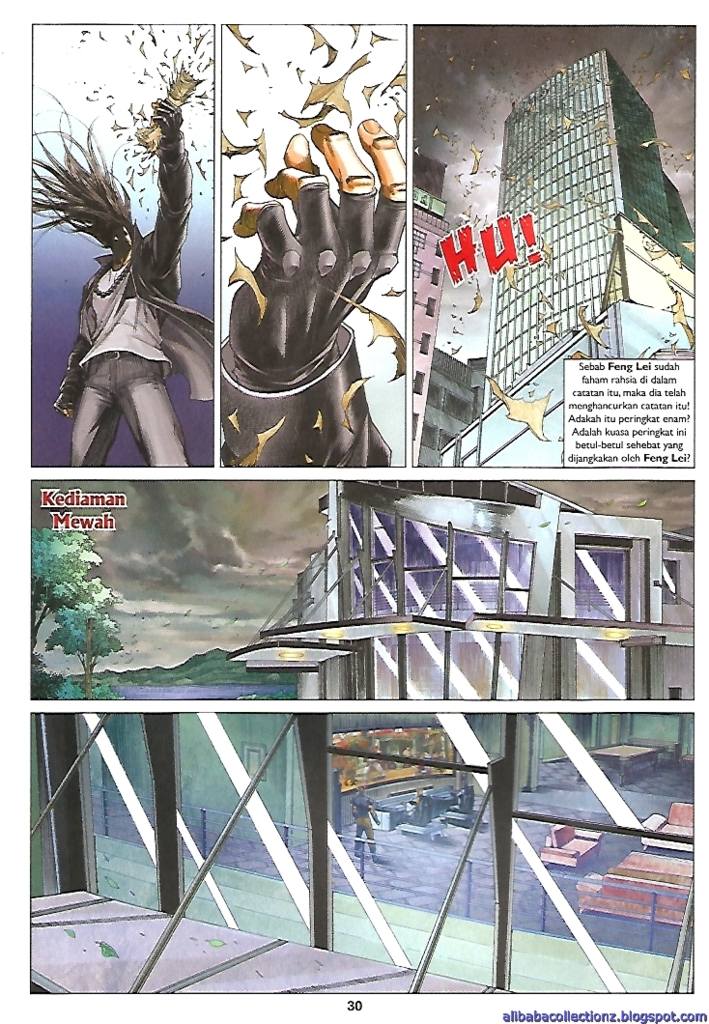 HU!
Sebab Feng Lei sudah
faham rahsia di dalam
catatan itu, maka dia telah
menghancurkan catatan itu!
Adakah itu peringkat enam?
Adalah kuasa peringkat ini
betul-betul sehebat yang
dijangkakan oleh Feng Lei?
Kediaman
Mewah
30
alibabacollectionz.blogspot.com